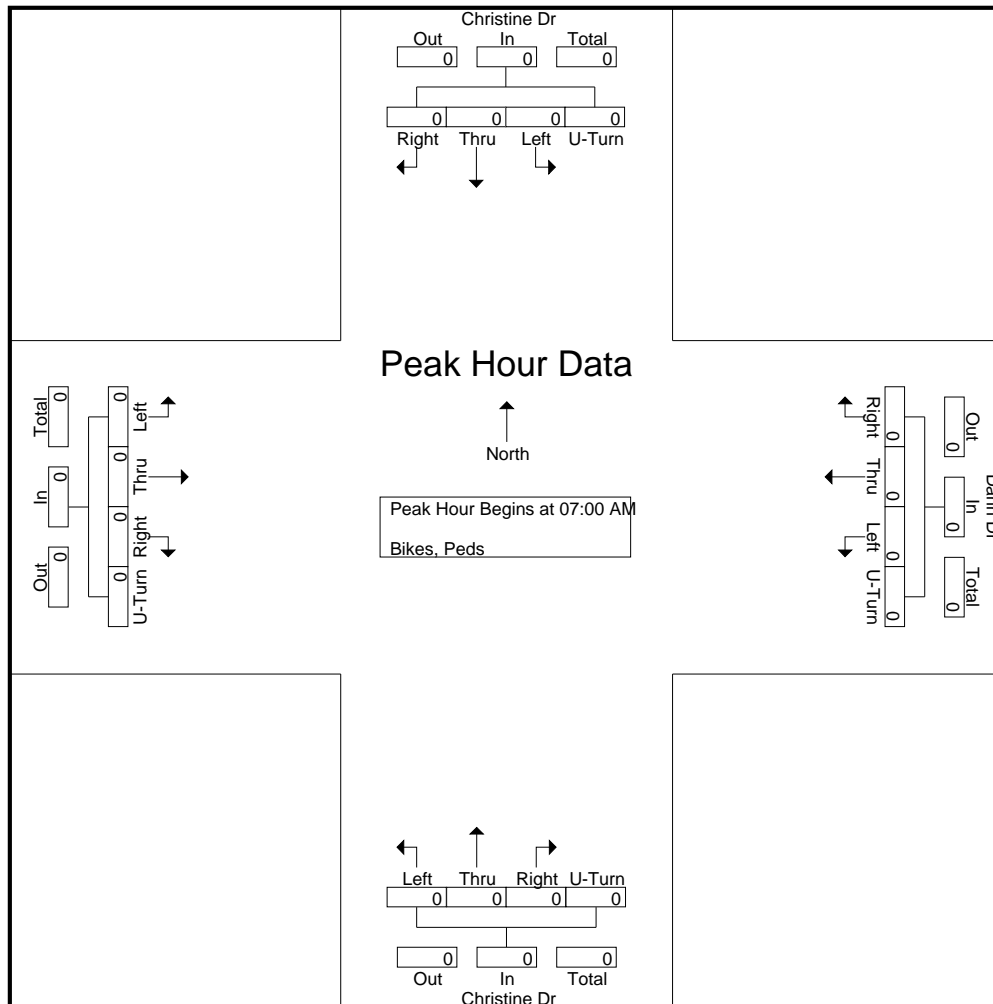 Christine Dr
Out In Total
0 0 0
0 0 0 0
Right Thru Left U-Turn
Peak Hour Data
North
Peak Hour Begins at 07:00 AM
Bikes, Peds
Total In Out
0 0 0
0 0 0 0
Left Thru Right U-Turn
Right Thru Left U-Turn
0 0 0 0
Out In Total
0 0 0
Left Thru Right U-Turn
0 0 0 0
0 0 0
Out In Total
Christine Dr